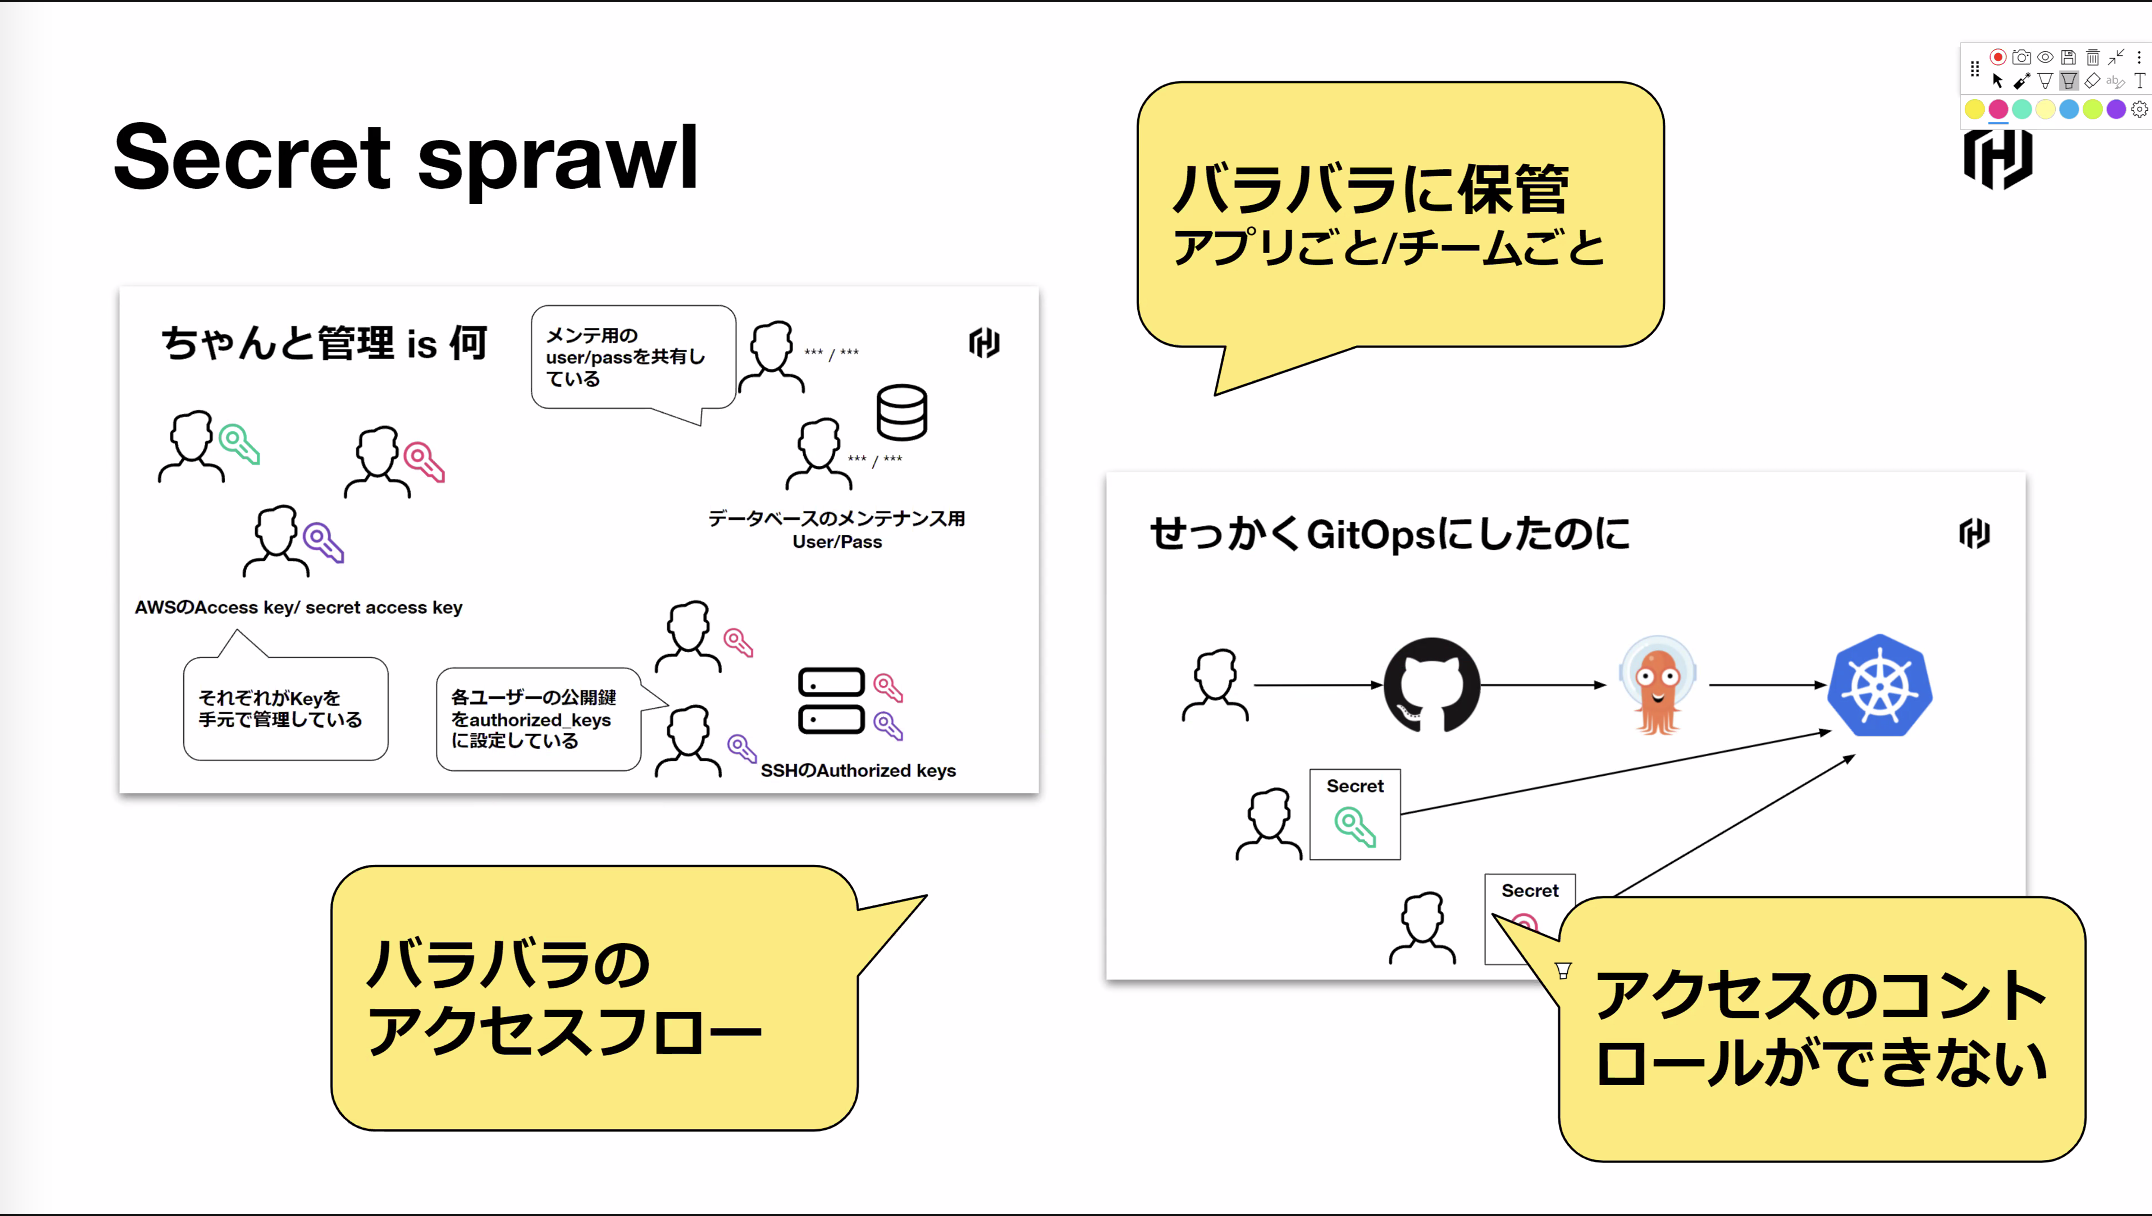 Secret sprawl
バラバラに保管
アプリごと/チームごと
ちゃんと管理 is 何
メンテ用の
user/passを共有し
ている
*** / ***
*** / ***
データベースのメンテナンス用
User/Pass
AWSのAccess key/ secret access key
それぞれがKeyを
手元で管理している
各ユーザーの公開鍵
をauthorized_keys
に設定している
SSHのAuthorized keys
せっかくGitOpsにしたのに
Secret
Secret
バラバラの
アクセスフロー
アクセスのコント
ロールができない